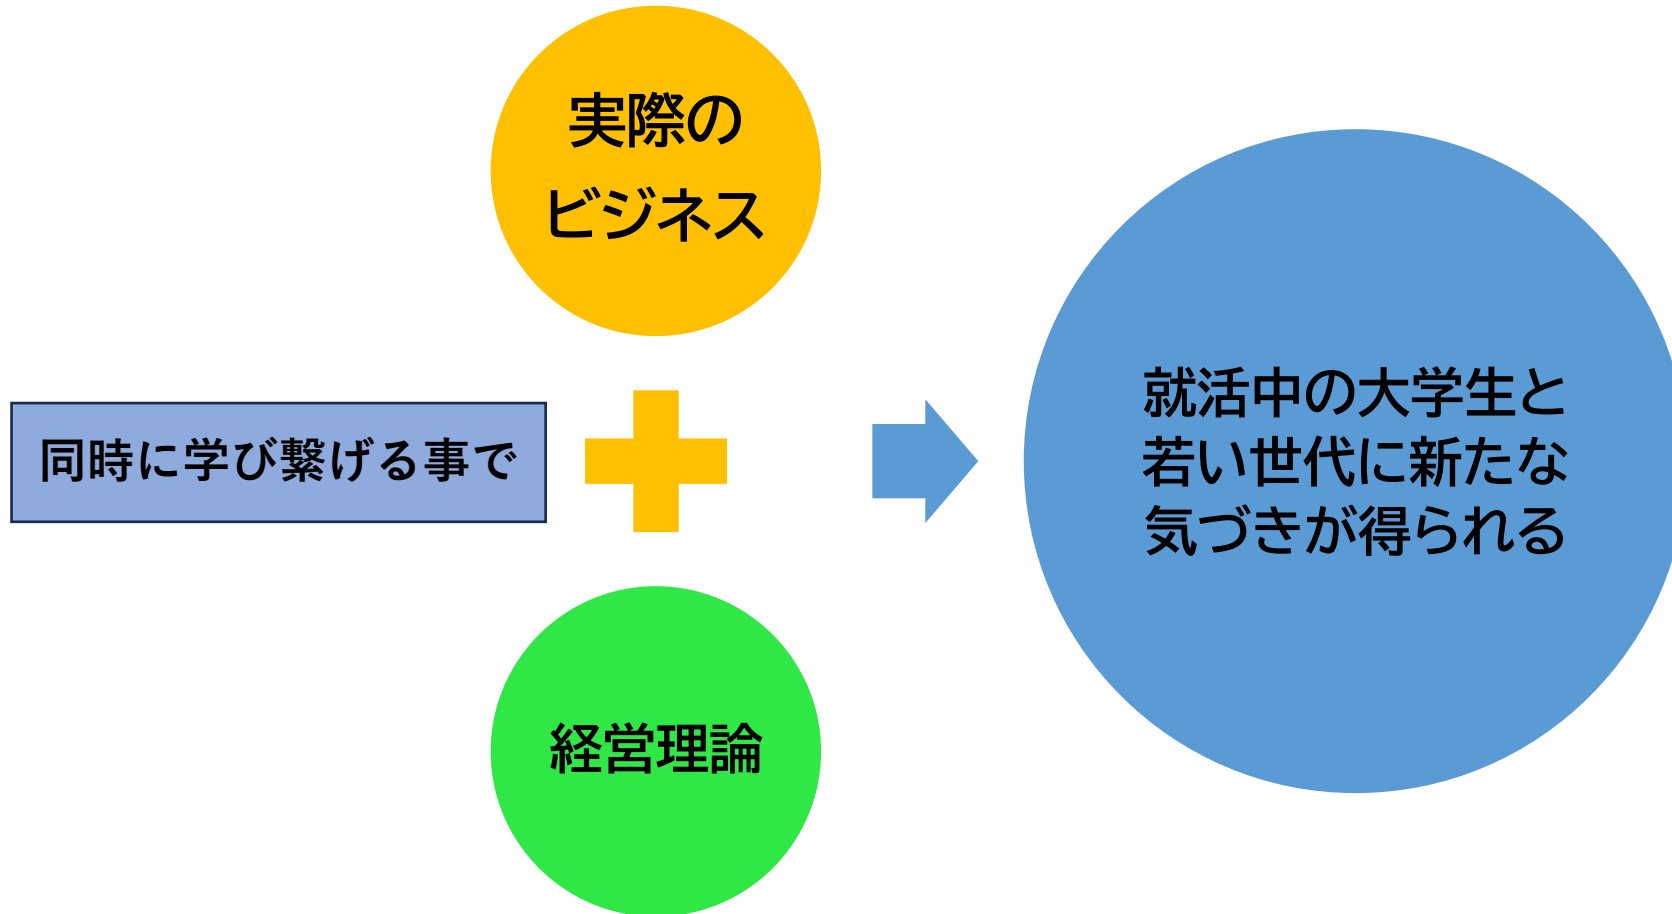 実際の
ビジネス
同時に学び繋げる事で
経営理論
就活中の大学生と
若い世代に新たな
気づきが得られる